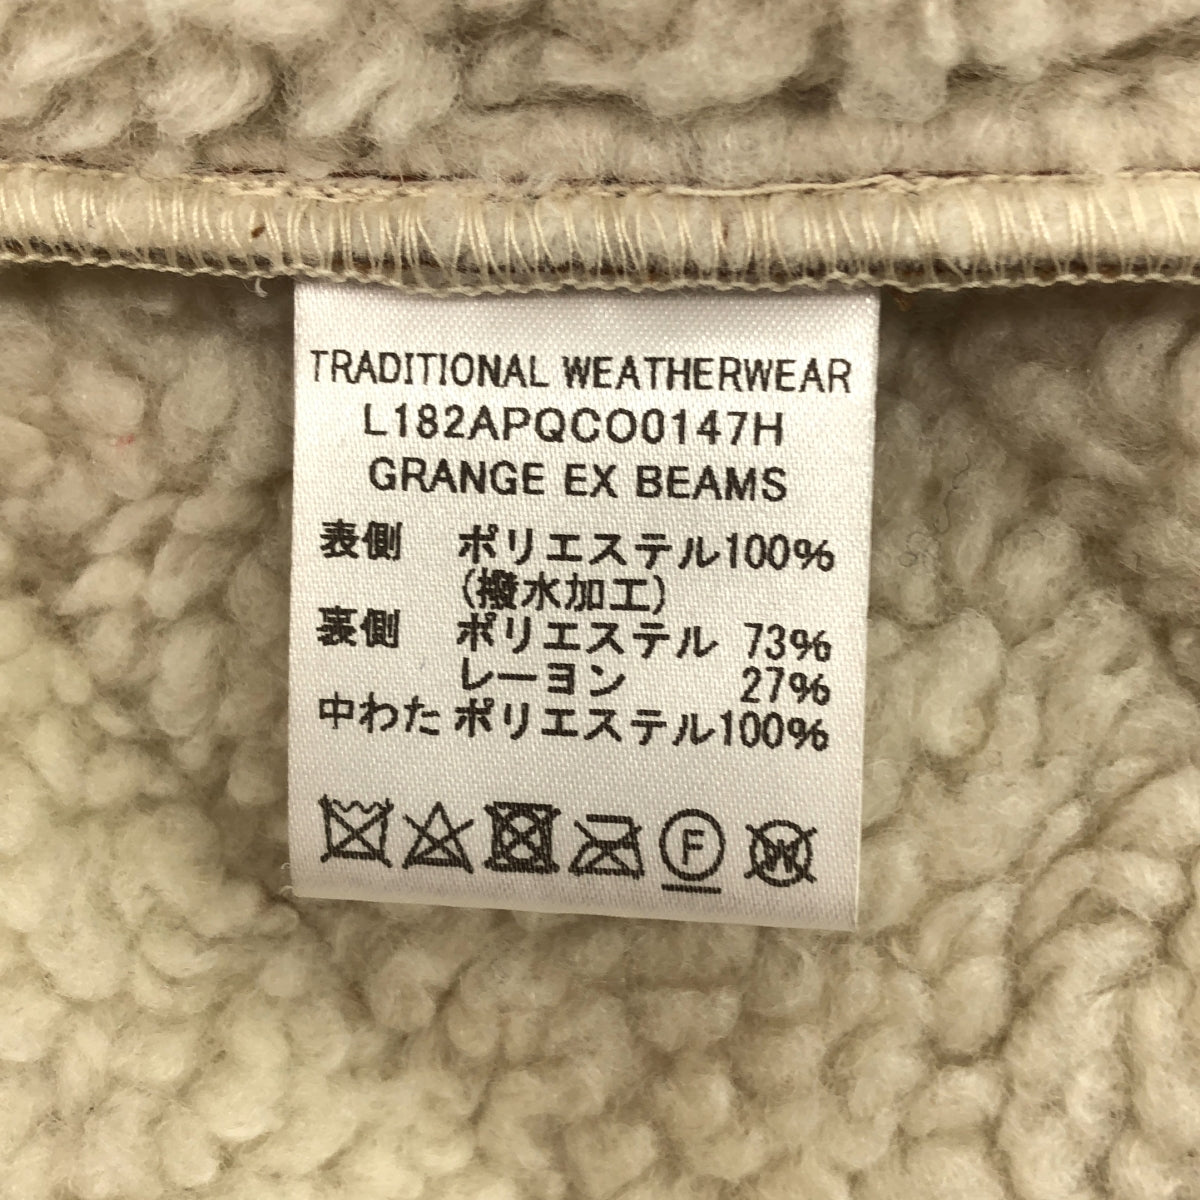 TRADITIONAL WEATHERWEAR
L182APQCO0147H
GRANGE EX BEAMS
表側 ポリエステル100%
(撥水加工)
裏側 ポリエステル 73%
レーヨン 27%
中わた ポリエステル100%
F W